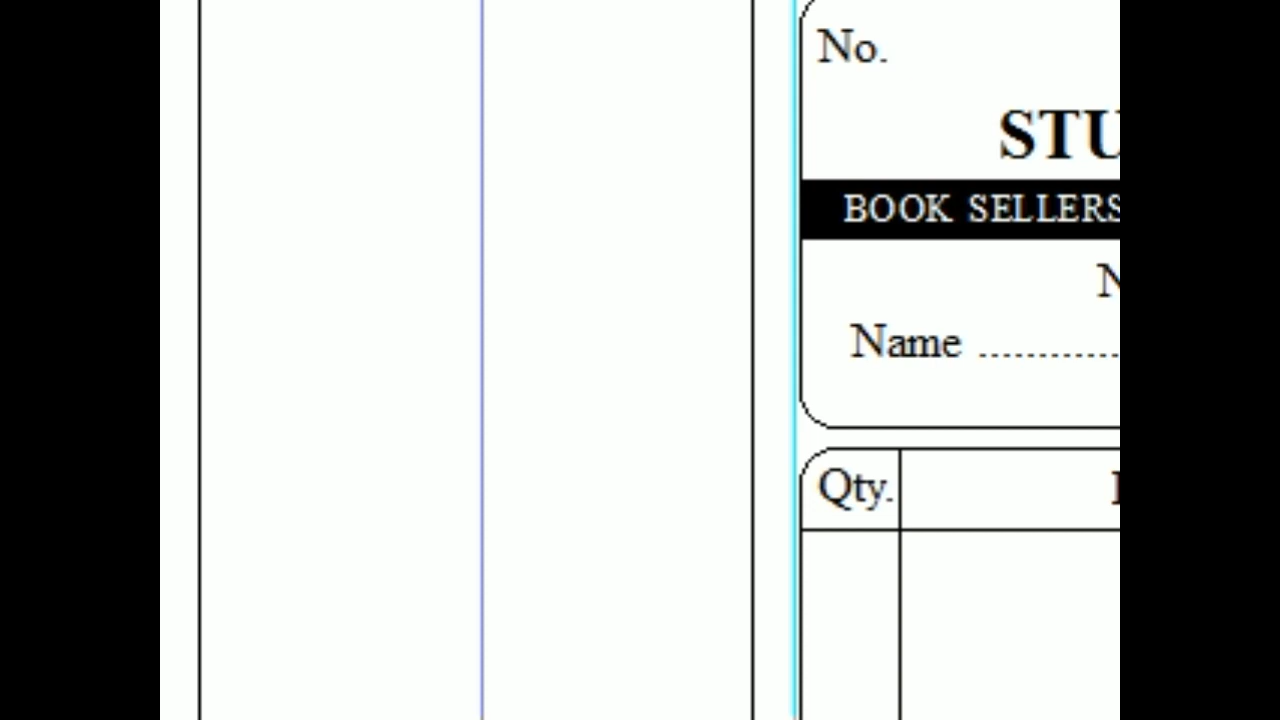 No.
STU
BOOK SELLERS
Name ..............
Qty.